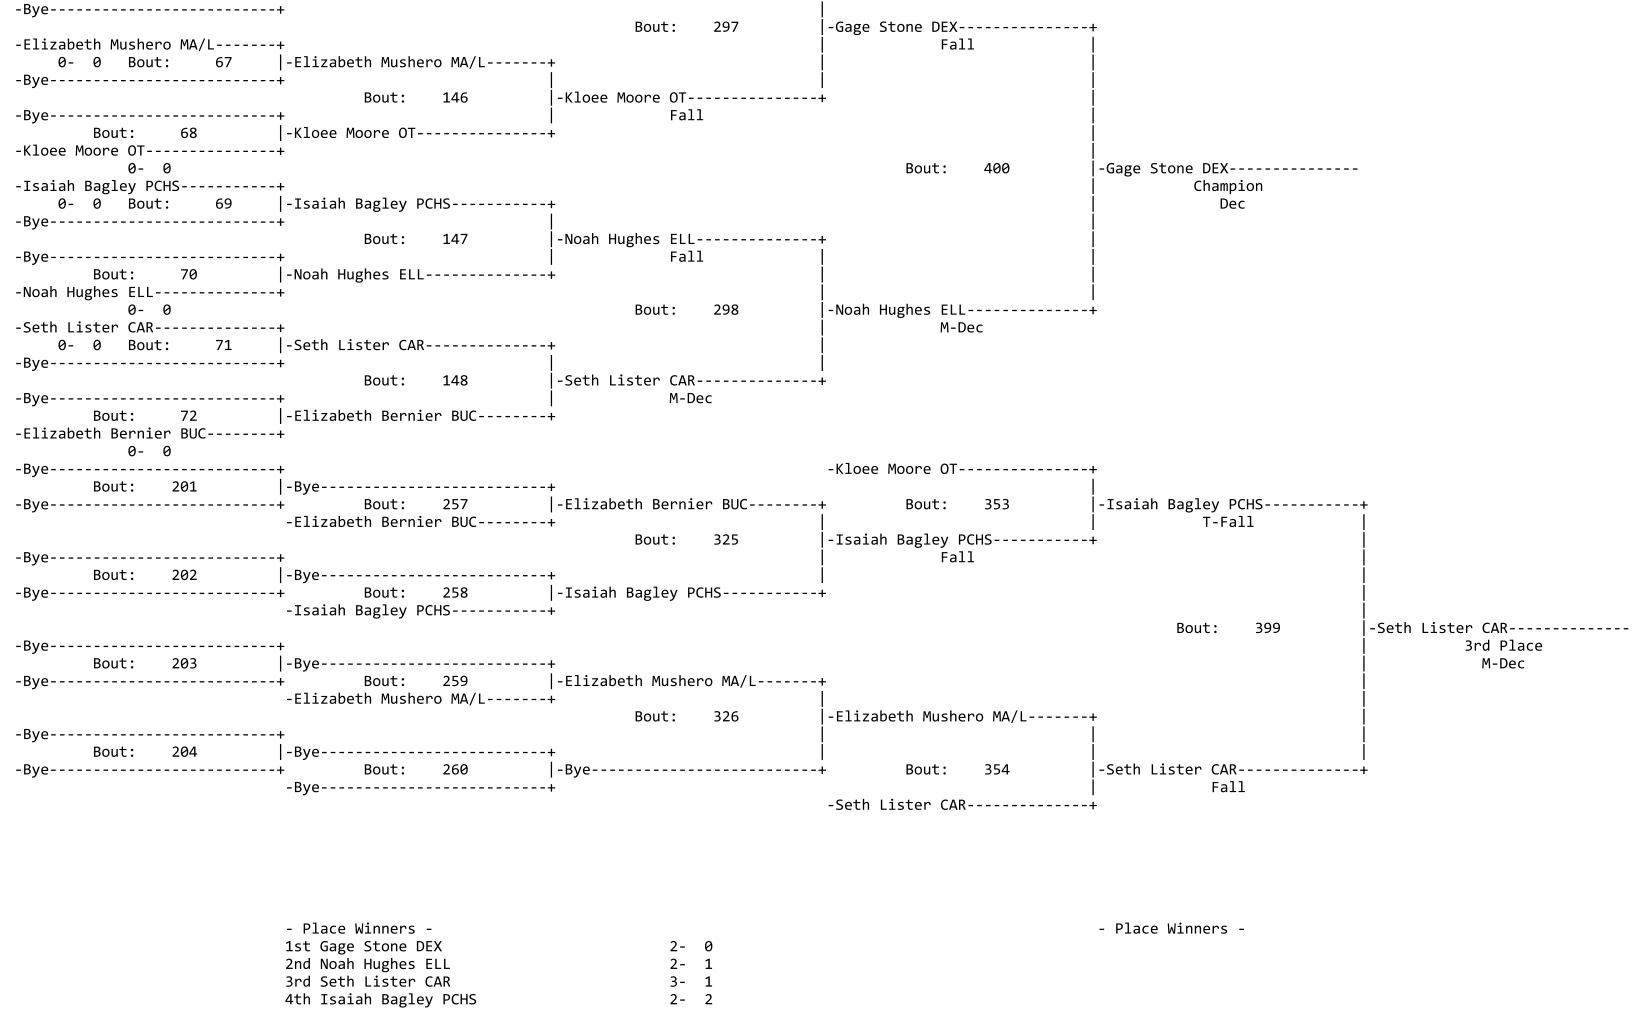 -Bye--------------------------+
Bout: 297 |-Gage Stone DEX---------------+
-Elizabeth Mushero MA/L-------+ Fall
0- 0 Bout: 67 |-Elizabeth Mushero MA/L-------+
-Bye--------------------------+
Bout: 146 |-Kloee Moore OT---------------+
-Bye--------------------------+ Fall
Bout: 68 |-Kloee Moore OT---------------+
-Kloee Moore OT---------------+
0- 0 Bout: 400 |-Gage Stone DEX---------------
-Isaiah Bagley PCHS-----------+ Champion
0- 0 Bout: 69 |-Isaiah Bagley PCHS-----------+ Dec
-Bye--------------------------+
Bout: 147 |-Noah Hughes ELL--------------+
-Bye--------------------------+ Fall
Bout: 70 |-Noah Hughes ELL--------------+
-Noah Hughes ELL--------------+
0- 0 Bout: 298 |-Noah Hughes ELL--------------+
-Seth Lister CAR--------------+ M-Dec
0- 0 Bout: 71 |-Seth Lister CAR--------------+
-Bye--------------------------+
Bout: 148 |-Seth Lister CAR--------------+
-Bye--------------------------+ M-Dec
Bout: 72 |-Elizabeth Bernier BUC--------+
-Elizabeth Bernier BUC--------+
0- 0
-Bye--------------------------+ -Kloee Moore OT---------------+
Bout: 201 |-Bye--------------------------+
-Bye--------------------------+ Bout: 257 |-Elizabeth Bernier BUC--------+ Bout: 353 |-Isaiah Bagley PCHS-----------+
-Elizabeth Bernier BUC--------+ T-Fall
Bout: 325 |-Isaiah Bagley PCHS-----------+
-Bye--------------------------+ Fall
Bout: 202 |-Bye--------------------------+
-Bye--------------------------+ Bout: 258 |-Isaiah Bagley PCHS-----------+
-Isaiah Bagley PCHS-----------+
Bout: 399 |-Seth Lister CAR--------------
-Bye--------------------------+ 3rd Place
Bout: 203 |-Bye--------------------------+ M-Dec
-Bye--------------------------+ Bout: 259 |-Elizabeth Mushero MA/L-------+
-Elizabeth Mushero MA/L-------+
Bout: 326 |-Elizabeth Mushero MA/L-------+
-Bye--------------------------+
Bout: 204 |-Bye--------------------------+
-Bye--------------------------+ Bout: 260 |-Bye--------------------------+ Bout: 354 |-Seth Lister CAR--------------+
-Bye--------------------------+ Fall
-Seth Lister CAR--------------+
- Place Winners - - Place Winners -
1st Gage Stone DEX 2- 0
2nd Noah Hughes ELL 2- 1
3rd Seth Lister CAR 3- 1
4th Isaiah Bagley PCHS 2- 2